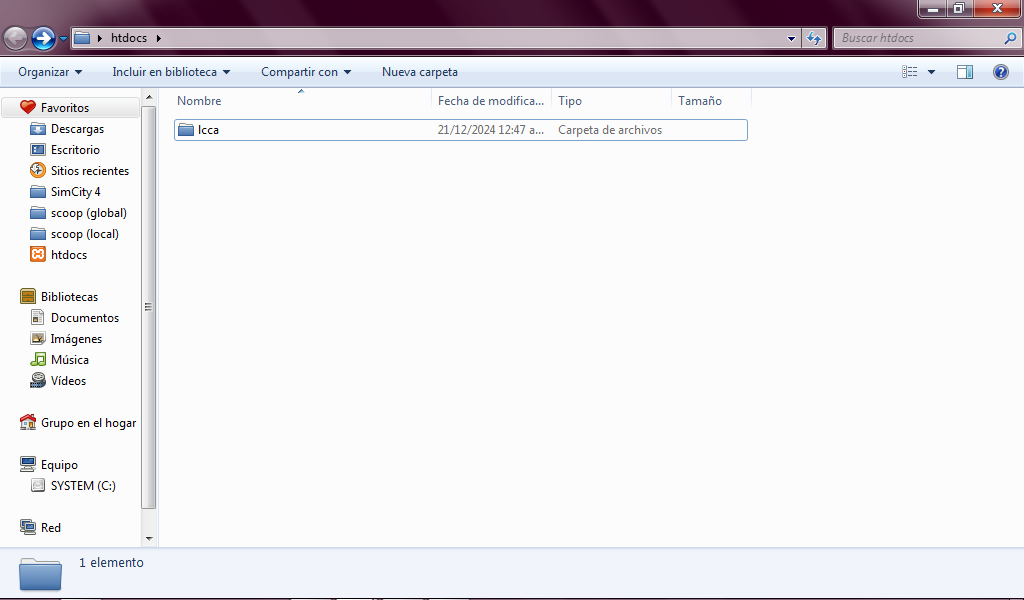 htdocs
Buscar htdocs
Organizar
Incluir en biblioteca
Compartir con
Nueva carpeta
Nombre
Fecha de modifica...
Tipo
Tamaño
lcca
21/12/2024 12:47 a...
Carpeta de archivos
Favoritos
Descargas
Escritorio
Sitios recientes
SimCity 4
scoop (global)
scoop (local)
htdocs
Bibliotecas
Documentos
Imágenes
Música
Vídeos
Grupo en el hogar
Equipo
SYSTEM (C:)
Red
1 elemento